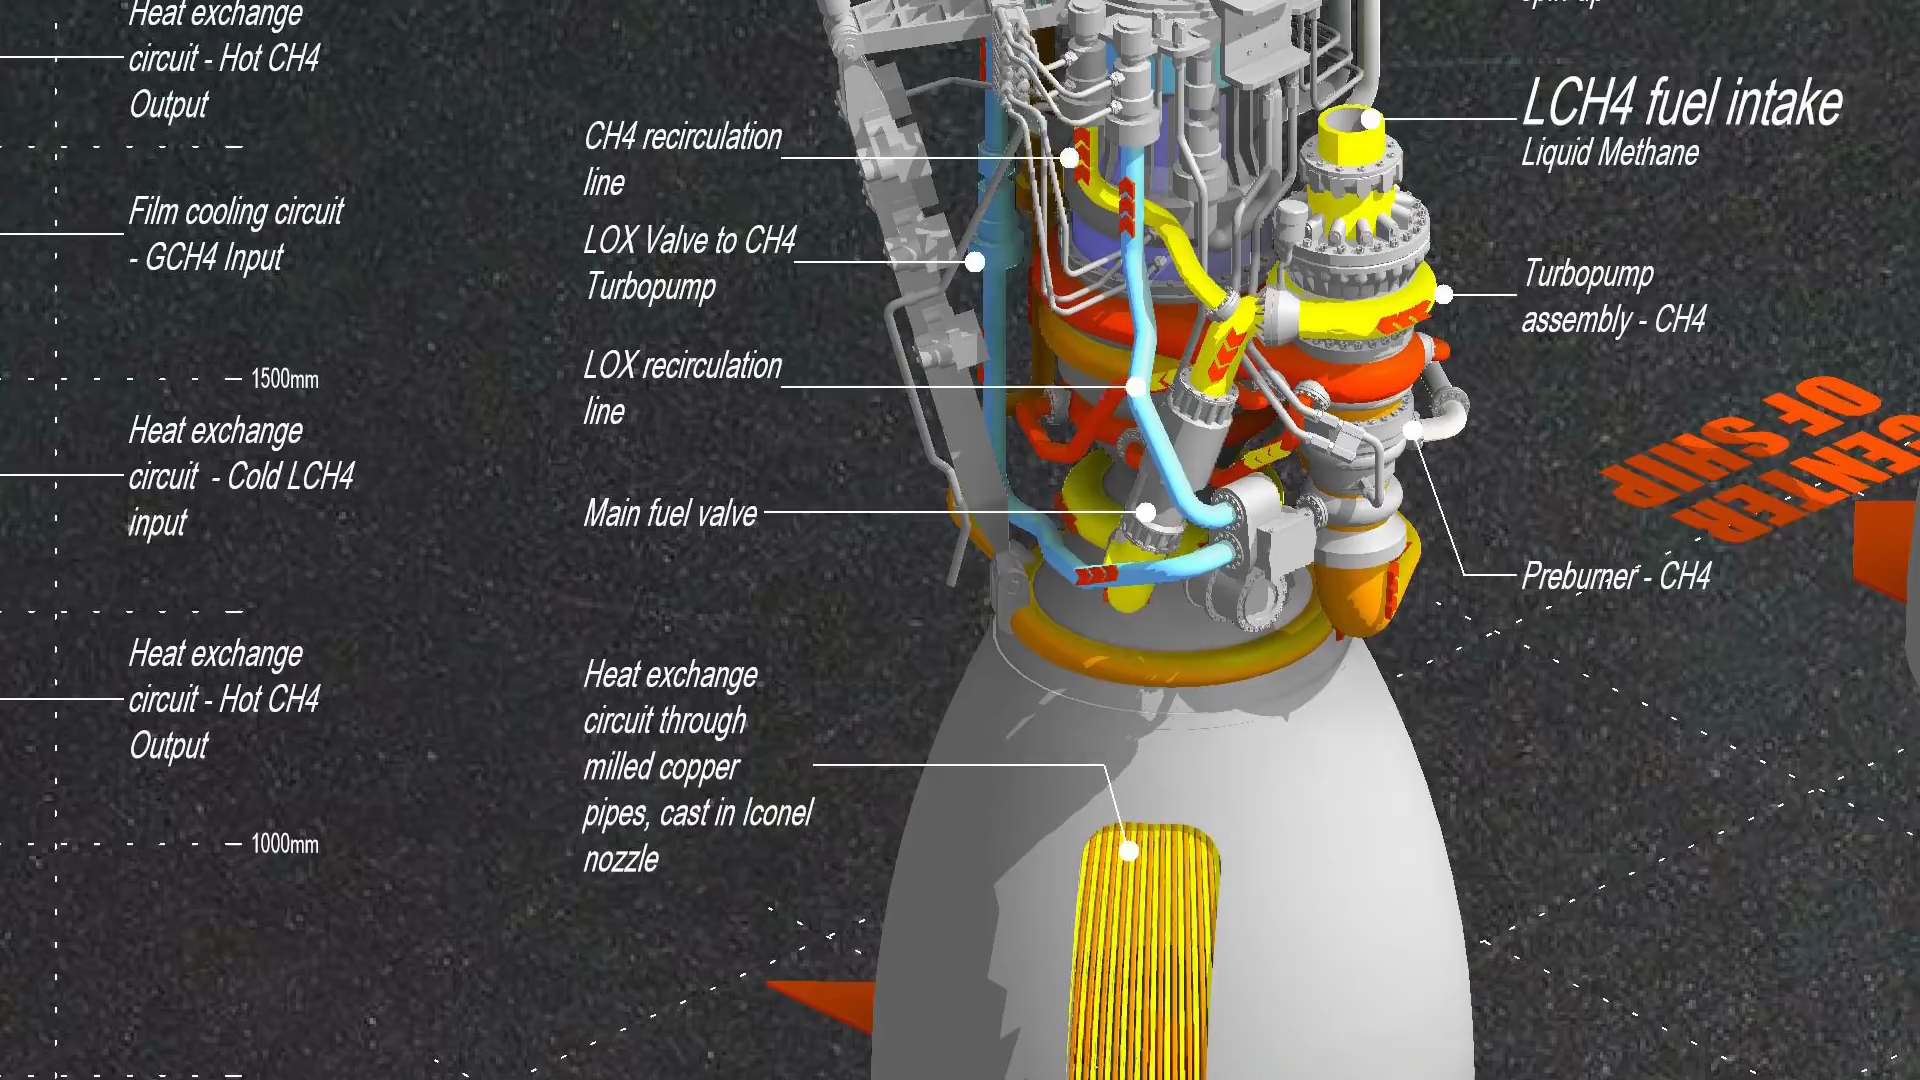 Heat exchange
circuit - Hot CH4
Output
Film cooling circuit
- GCH4 Input
1500mm
Heat exchange
circuit - Cold LCH4
input
Heat exchange
circuit - Hot CH4
Output
1000mm
CH4 recirculation
line
LOX Valve to CH4
Turbopump
LOX recirculation
line
Main fuel valve
Heat exchange
circuit through
milled copper
pipes, cast in Iconel
nozzle
LCH4 fuel intake
Liquid Methane
Turbopump
assembly - CH4
Preburner - CH4
CENTER
OF SHIP